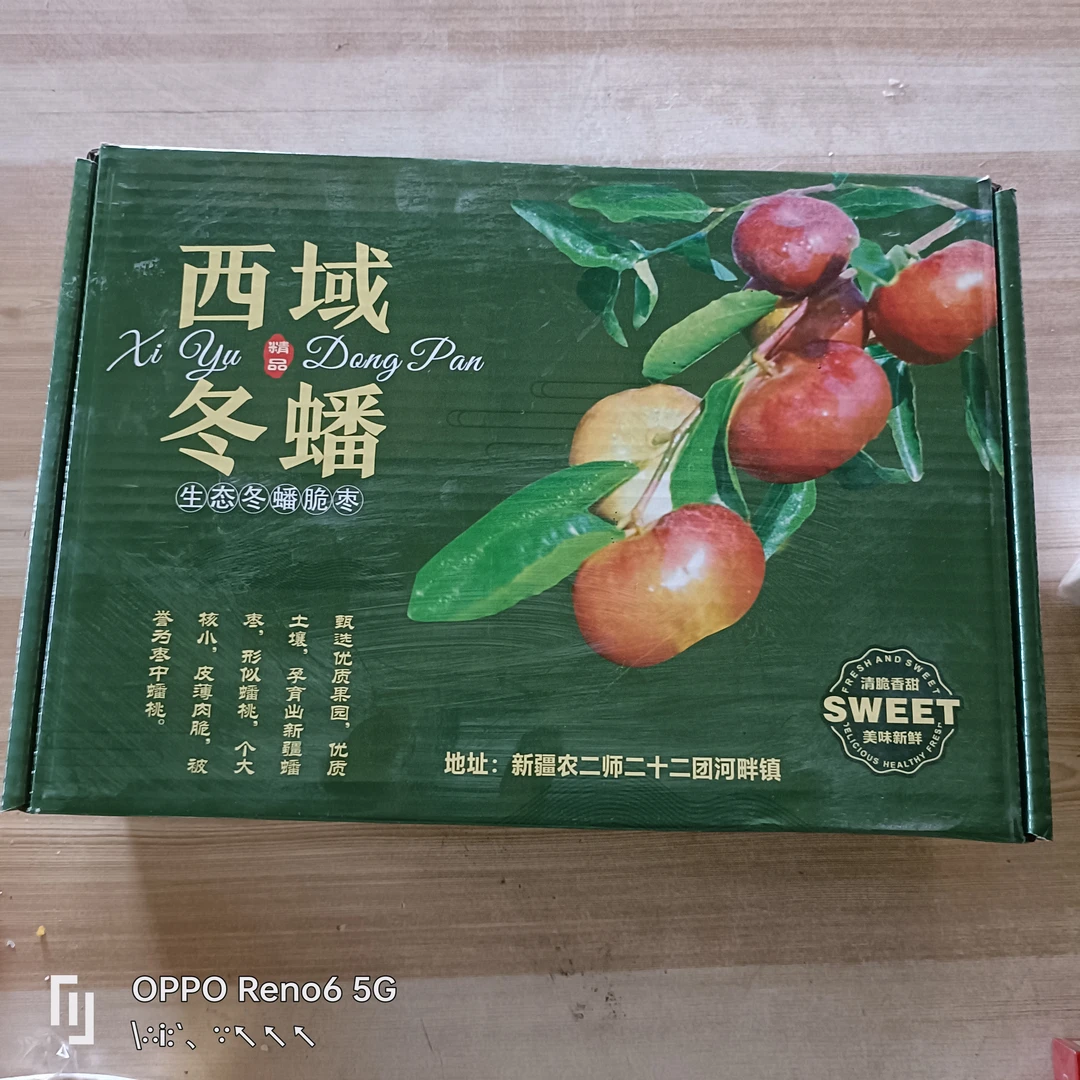 西域
Xi Yu 精品 Dong Pan
冬蟠
生态冬蟠脆枣
甄选优质果园，优质
土壤，孕育出新疆蟠
枣，形似蟠桃，个大
核小，皮薄肉脆，被
誉为枣中蟠桃。
地址：新疆农二师二十二团河畔镇
FRESH AND SWEET
清脆香甜
SWEET
美味新鲜
DELICIOUS HEALTHY FRESH
OPPO Reno6 5G